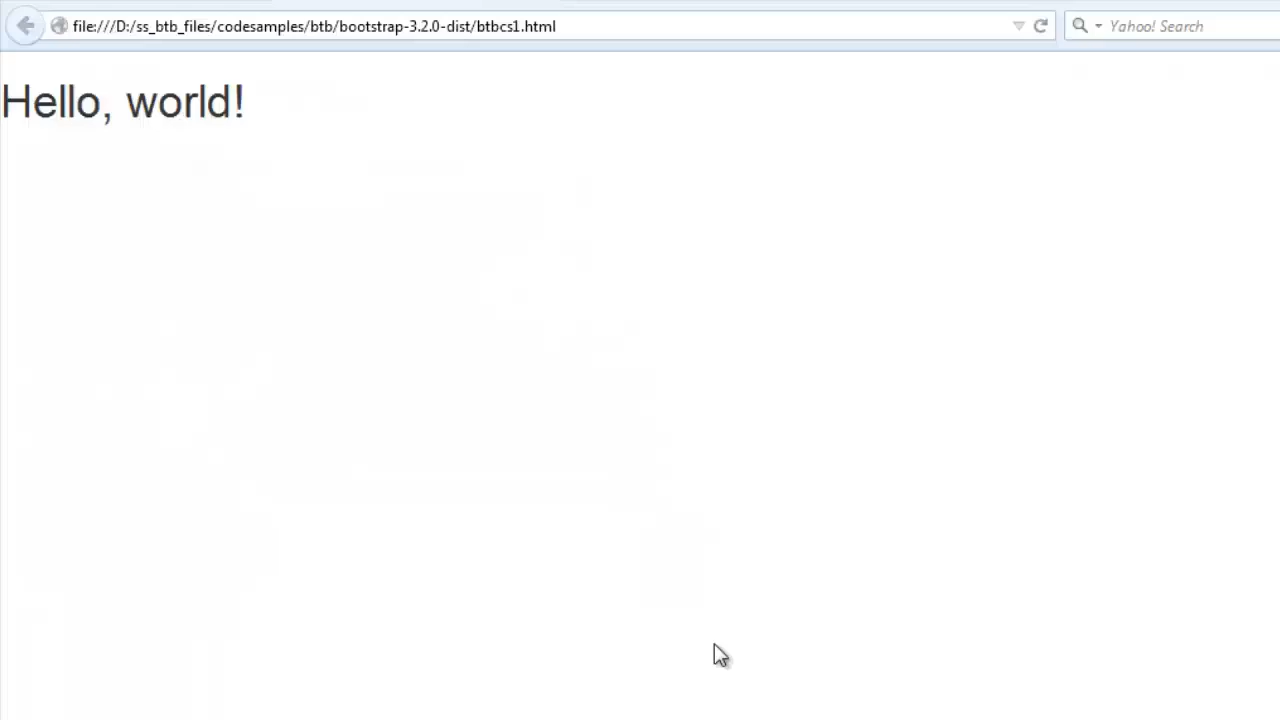 file:///D:/ss_btb_files/codesamples/btb/bootstrap-3.2.0-dist/btbcs1.html
Yahoo! Search
Hello, world!